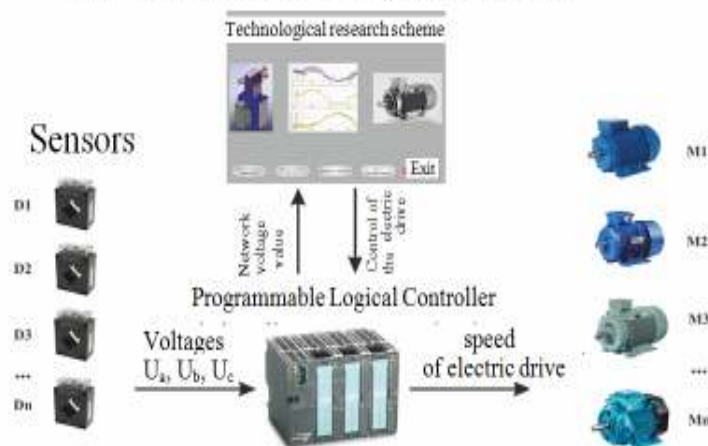 Technological research scheme
Exit
Sensors
D1
D2
D3
...
Dn
Network
voltage
value
Control of
the electric
drive
Programmable Logical Controller
Voltages
Ua, Ub, Uc
speed
of electric drive
M1
M2
M3
...
Mn